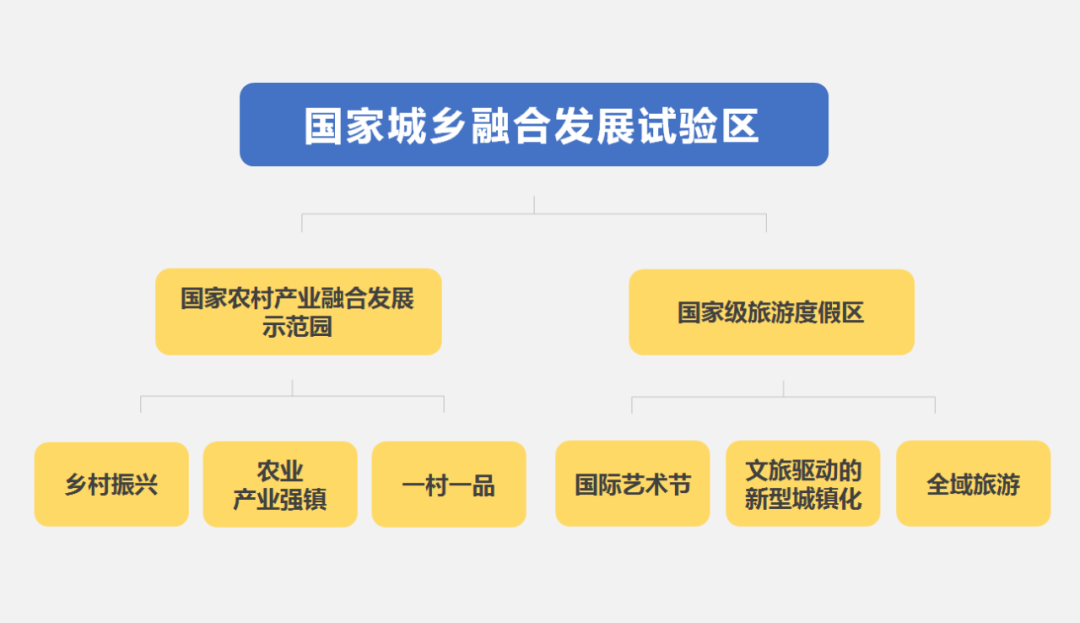 国家城乡融合发展试验区
国家农村产业融合发展
示范园
国家级旅游度假区
乡村振兴
农业
产业强镇
一村一品
国际艺术节
文旅驱动的
新型城镇化
全域旅游